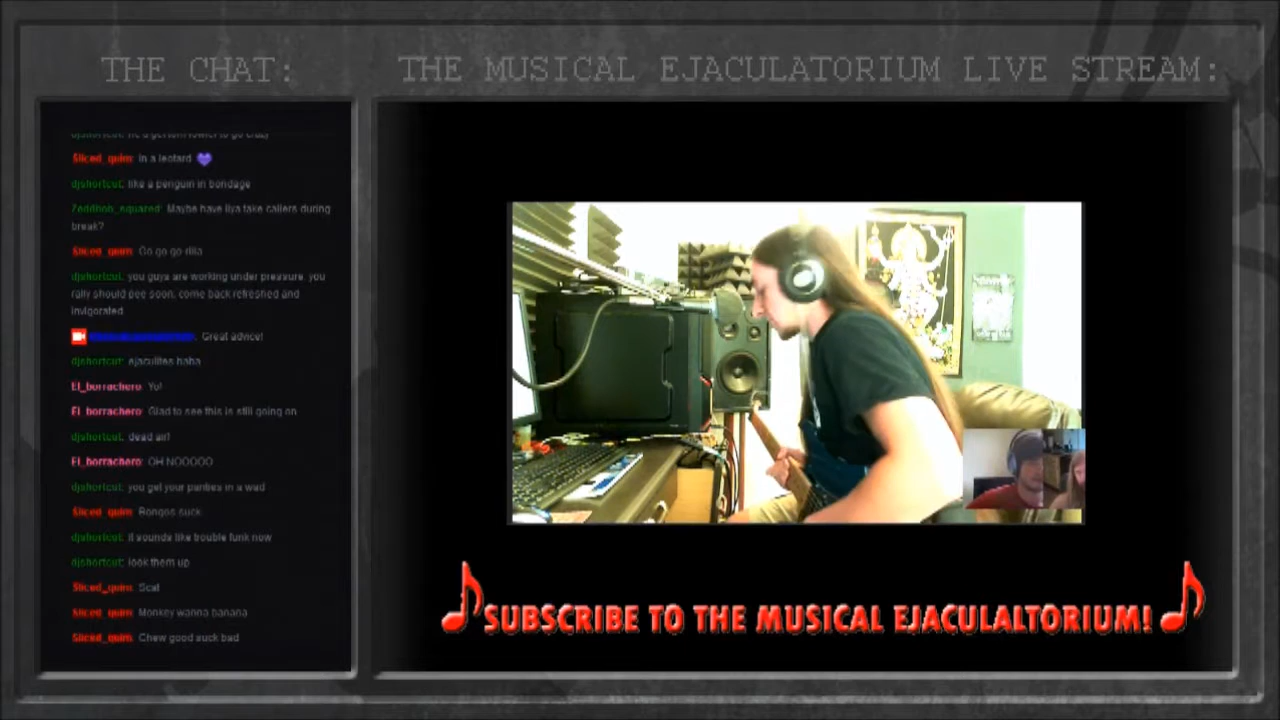 THE CHAT:
THE MUSICAL EJACULATORIUM LIVE STREAM:
Sliced_quim: In a leotard
djshortcut: like a penguin in bondage
Zeddhop_squared: Maybe have liya take callers during
break?
Sliced_quim: Go go go rilla
djshortcut: you guys are working under pressure, you
rally should pee soon, come back refreshed and
invigorated
Great advice!
djshortcut: ejaculites haha
El_borrachero: Yo!
El_borrachero: Glad to see this is still going on
djshortcut: dead air!
El_borrachero: OH NOOOOO
djshortcut: you get your panties in a wad
Sliced_quim: Bongos suck
djshortcut: it sounds like trouble funk now
djshortcut: look them up
Sliced_quim: Scat
Sliced_quim: Monkey wanna banana
Sliced_quim: Chew good suck bad
SUBSCRIBE TO THE MUSICAL EJACULALTORIUM!